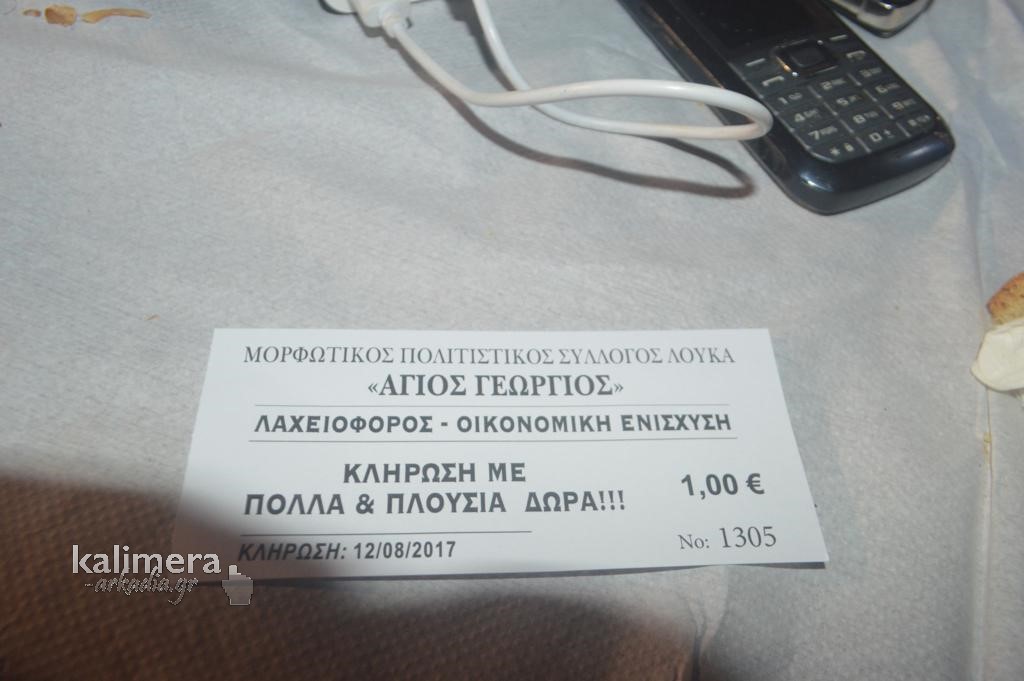 ΜΟΡΦΩΤΙΚΟΣ ΠΟΛΙΤΙΣΤΙΚΟΣ ΣΥΛΛΟΓΟΣ ΛΟΥΚΑ
«ΑΓΙΟΣ ΓΕΩΡΓΙΟΣ»
ΛΑΧΕΙΟΦΟΡΟΣ - ΟΙΚΟΝΟΜΙΚΗ ΕΝΙΣΧΥΣΗ
ΚΛΗΡΩΣΗ ΜΕ
ΠΟΛΛΑ & ΠΛΟΥΣΙΑ ΔΩΡΑ!!!
1,00 €
ΚΛΗΡΩΣΗ: 12/08/2017
No: 1305
kalimera
-arkadia.gr